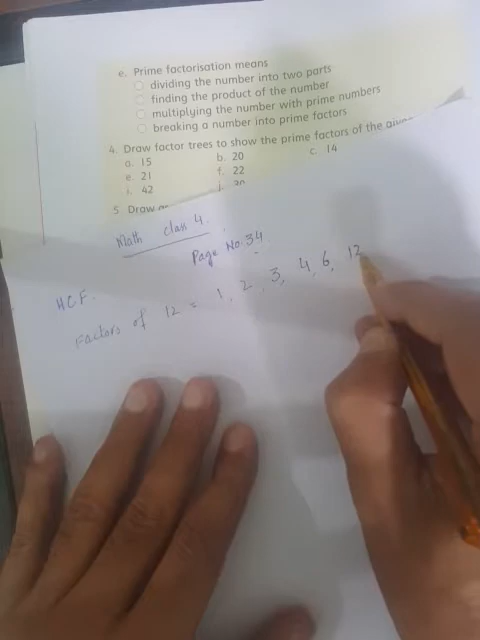 e. Prime factorisation means
dividing the number into two parts
finding the product of the number
multiplying the number with prime numbers
breaking a number into prime factors
4. Draw factor trees to show the prime factors of the
a. 15 b. 20 c. 14
e. 21 f. 22
i. 42
5 Draw
Math class 4.
Page No. 34.
HCF.
Factors of 12 = 1, 2, 3, 4, 6, 12